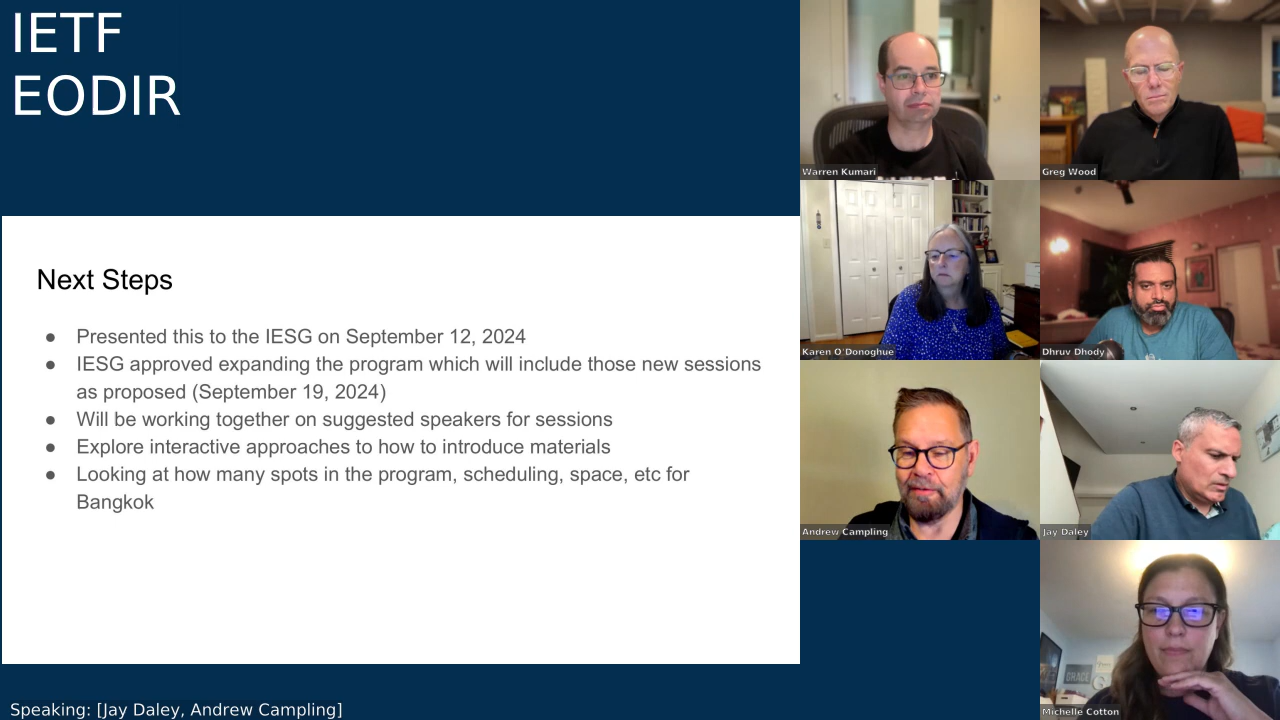 IETF
EODIR
Next Steps
● Presented this to the IESG on September 12, 2024
● IESG approved expanding the program which will include those new sessions
as proposed (September 19, 2024)
● Will be working together on suggested speakers for sessions
● Explore interactive approaches to how to introduce materials
● Looking at how many spots in the program, scheduling, space, etc for
Bangkok
Speaking: [Jay Daley, Andrew Campling]
Warren Kumari
Greg Wood
Karen O'Donoghue
Dhruv Dhody
Andrew Campling
Jay Daley
GRACE
Michelle Cotton